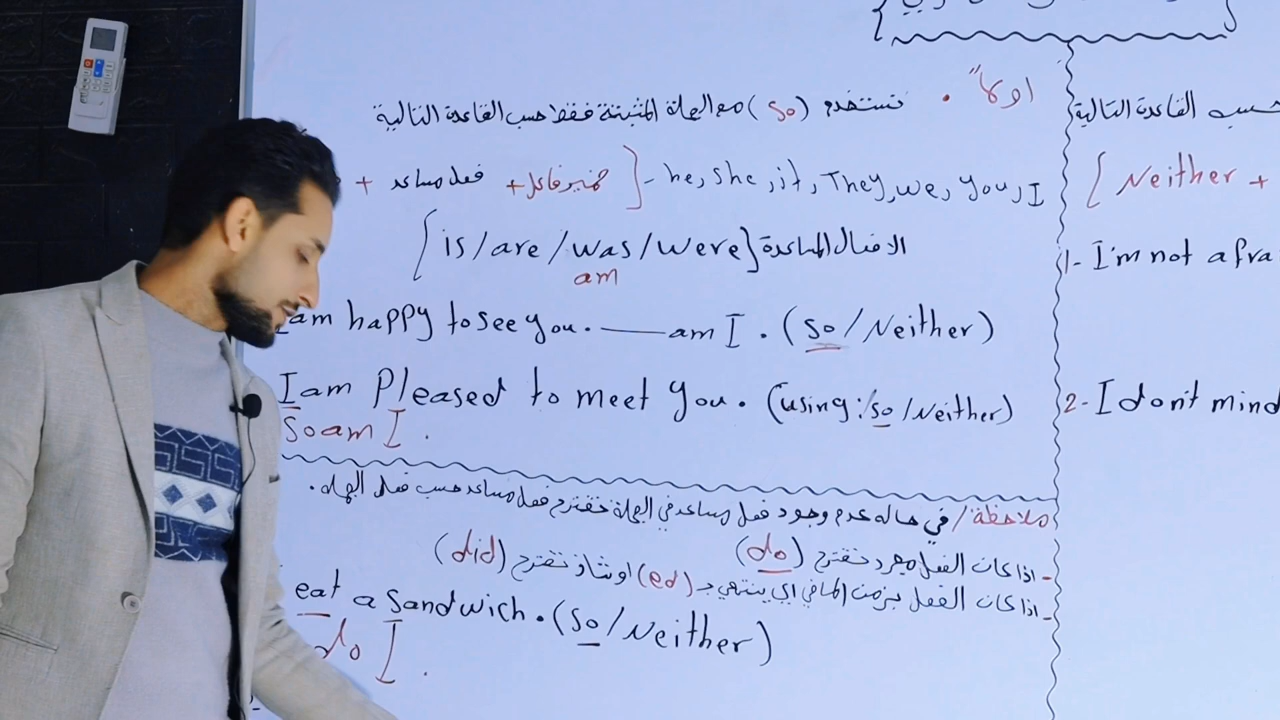 اولاً • تستخدم (so) مع الجملة المثبتة فقط حسب القاعدة التالية
+ فعل مساعد + ضمير فاعل] - he, she, it, They, we, you, I
[is/are/was/were] الافعال المساعدة
am
I am happy to see you. ——— am I. (so/Neither)
I am Pleased to meet you. (using: so/Neither)
So am I.
ملاحظة/ في حاله عدم وجود فعل مساعد في الجملة نقترح فعل مساعد حسب فعل الجمله.
- اذا كان الفعل مجرد نقترح (do)
- اذا كان الفعل بزمن الماضي اي ينتهي بـ (ed) او شاذ نقترح (did)
eat a sandwich. (so/Neither)
do I.
حسب القاعدة التالية
[Neither +
1- I'm not afra
2- I don't mind